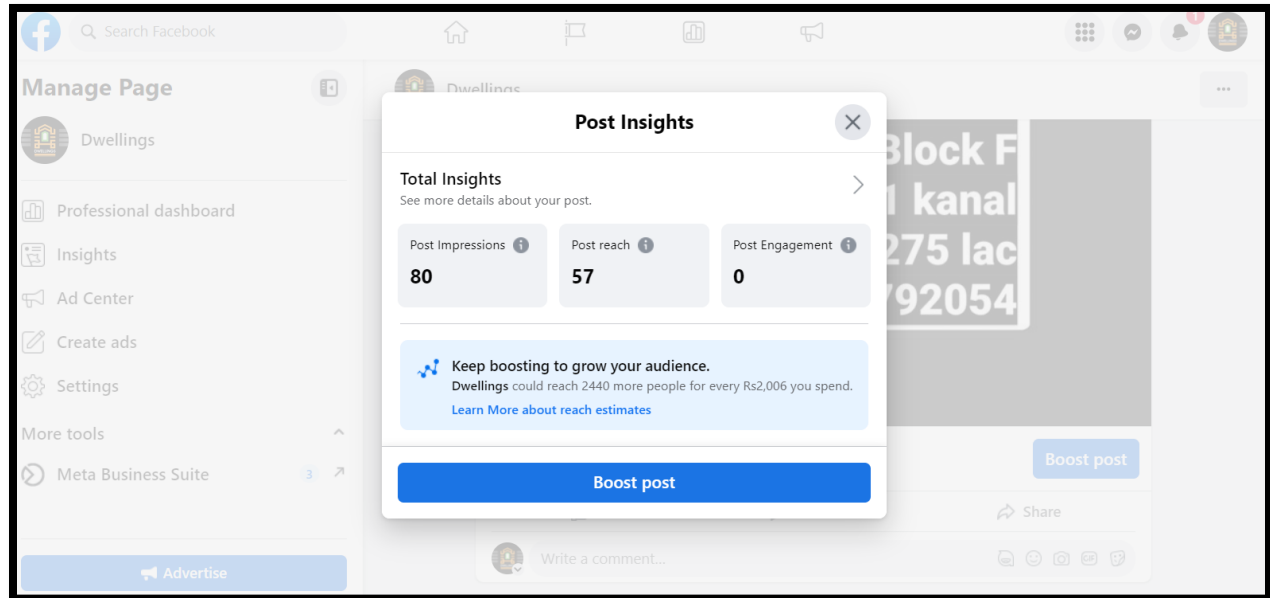 Search Facebook
1
Manage Page
Dwellings
Professional dashboard
Insights
Ad Center
Create ads
Settings
More tools
Meta Business Suite
3
Advertise
Dwellings
Post Insights
Total Insights
See more details about your post.
Post Impressions
80
Post reach
57
Post Engagement
0
Keep boosting to grow your audience.
Dwellings could reach 2440 more people for every Rs2,006 you spend.
Learn More about reach estimates
Boost post
Block F
1 kanal
275 lac
792054
Boost post
Share
Write a comment...
GIF